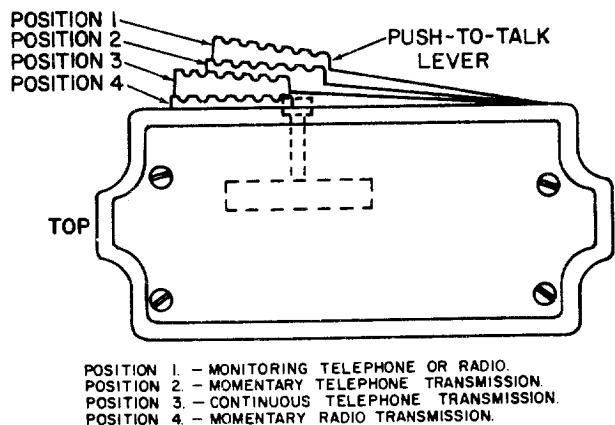 POSITION 1
POSITION 2
POSITION 3
POSITION 4
PUSH-TO-TALK
LEVER
TOP
POSITION 1. – MONITORING TELEPHONE OR RADIO.
POSITION 2. – MOMENTARY TELEPHONE TRANSMISSION.
POSITION 3. – CONTINUOUS TELEPHONE TRANSMISSION.
POSITION 4. – MOMENTARY RADIO TRANSMISSION.